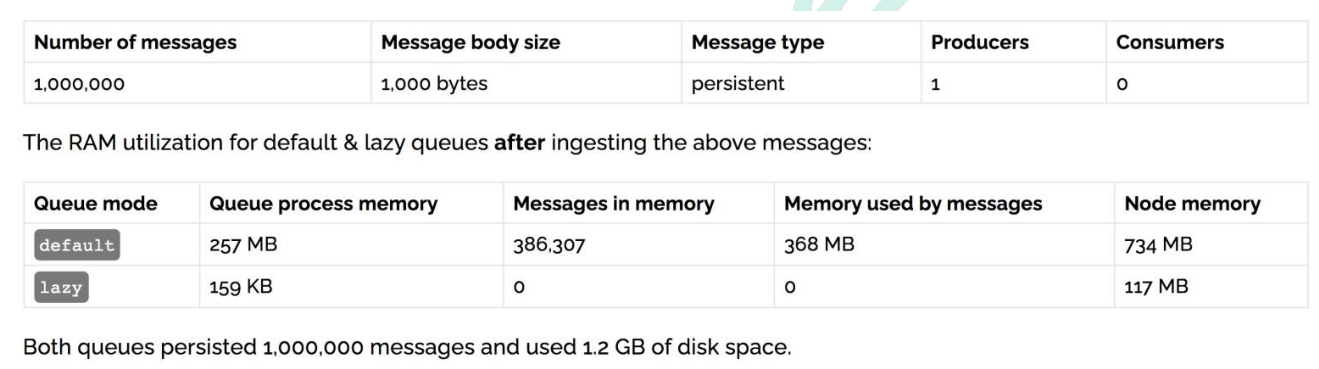 Number of messages Message body size Message type Producers Consumers
1,000,000 1,000 bytes persistent 1 0
The RAM utilization for default & lazy queues after ingesting the above messages:
Queue mode Queue process memory Messages in memory Memory used by messages Node memory
default 257 MB 386,307 368 MB 734 MB
lazy 159 KB 0 0 117 MB
Both queues persisted 1,000,000 messages and used 1.2 GB of disk space.